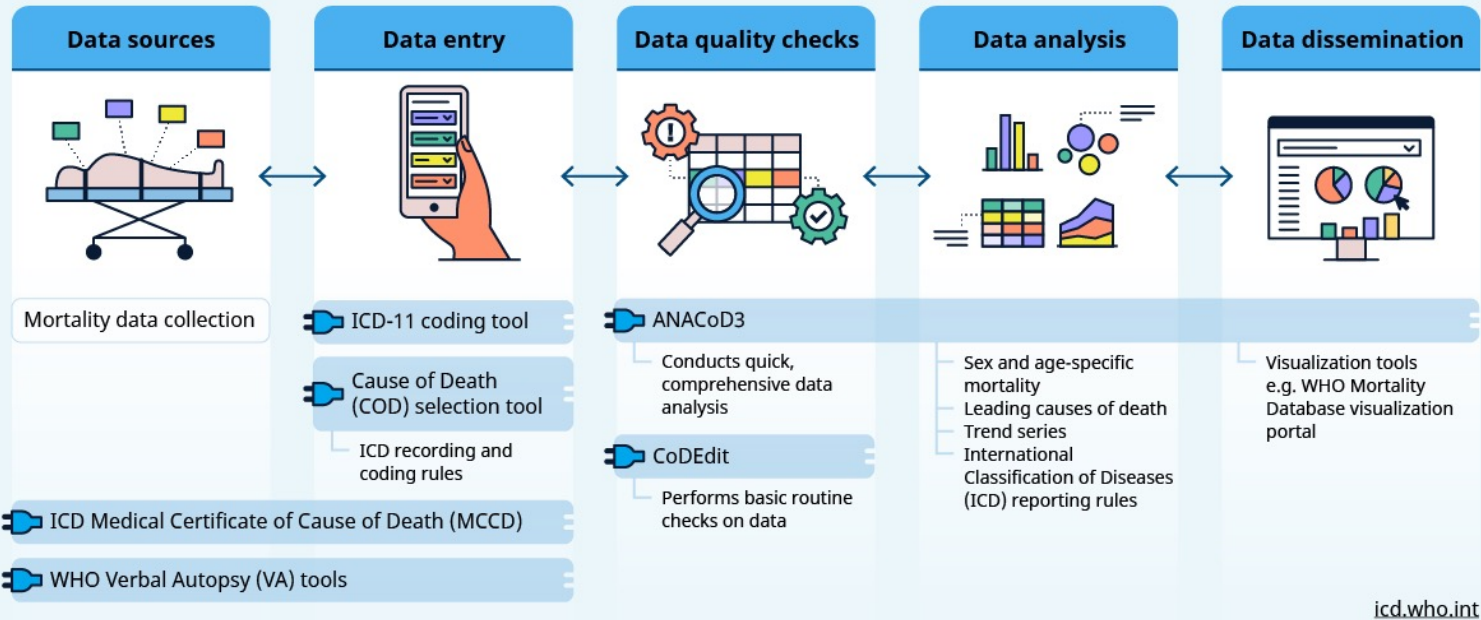 Data sources
Data entry
Data quality checks
Data analysis
Data dissemination
Mortality data collection
ICD-11 coding tool
Cause of Death
(COD) selection tool
ICD recording and
coding rules
ICD Medical Certificate of Cause of Death (MCCD)
WHO Verbal Autopsy (VA) tools
ANACoD3
Conducts quick,
comprehensive data
analysis
CoDEdit
Performs basic routine
checks on data
Sex and age-specific
mortality
Leading causes of death
Trend series
International
Classification of Diseases
(ICD) reporting rules
Visualization tools
e.g. WHO Mortality
Database visualization
portal
icd.who.int